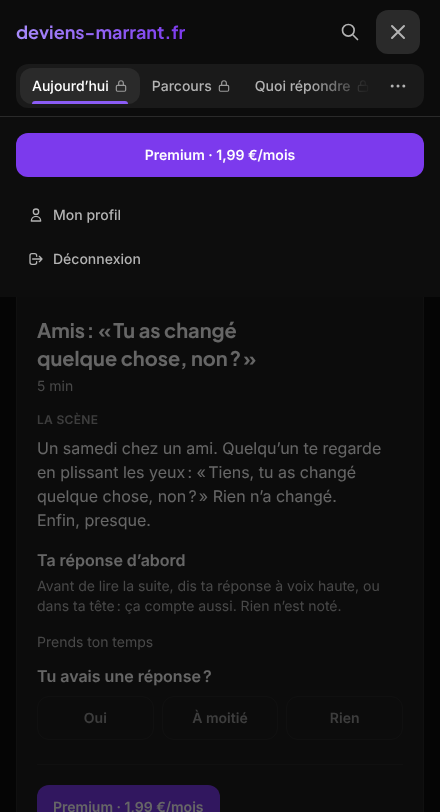 deviens-marrant.fr
Aujourd’hui Parcours Quoi répondre
Premium · 1,99 €/mois
Mon profil
Déconnexion
Amis : « Tu as changé
quelque chose, non ? »
5 min
LA SCÈNE
Un samedi chez un ami. Quelqu’un te regarde
en plissant les yeux : « Tiens, tu as changé
quelque chose, non ? » Rien n’a changé.
Enfin, presque.
Ta réponse d’abord
Avant de lire la suite, dis ta réponse à voix haute, ou
dans ta tête : ça compte aussi. Rien n’est noté.
Prends ton temps
Tu avais une réponse ?
Oui À moitié Rien
Premium · 1,99 €/mois